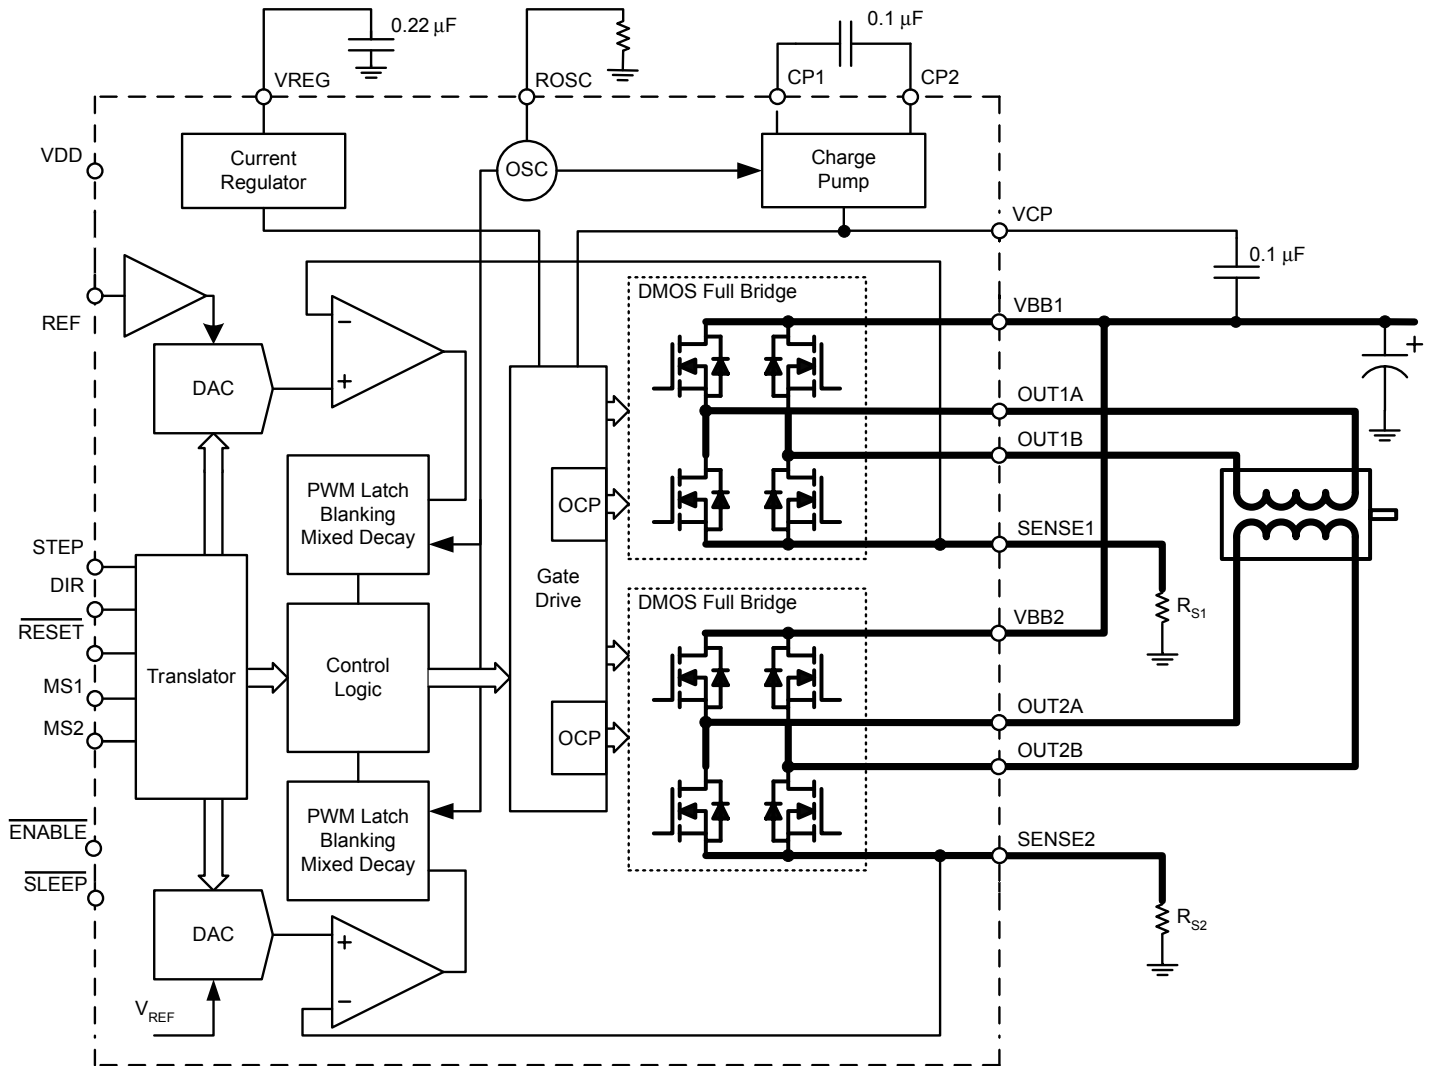 0.22 μF
0.1 μF
VREG
ROSC
CP1
CP2
VDD
Current
Regulator
OSC
Charge
Pump
VCP
0.1 μF
REF
DMOS Full Bridge
VBB1
−
+
+
DAC
OUT1A
OUT1B
PWM Latch
Blanking
Mixed Decay
OCP
SENSE1
STEP
DIR
RESET
MS1
MS2
Translator
Control
Logic
Gate
Drive
DMOS Full Bridge
VBB2
RS1
OUT2A
OCP
OUT2B
PWM Latch
Blanking
Mixed Decay
ENABLE
SLEEP
SENSE2
DAC
+
−
RS2
VREF